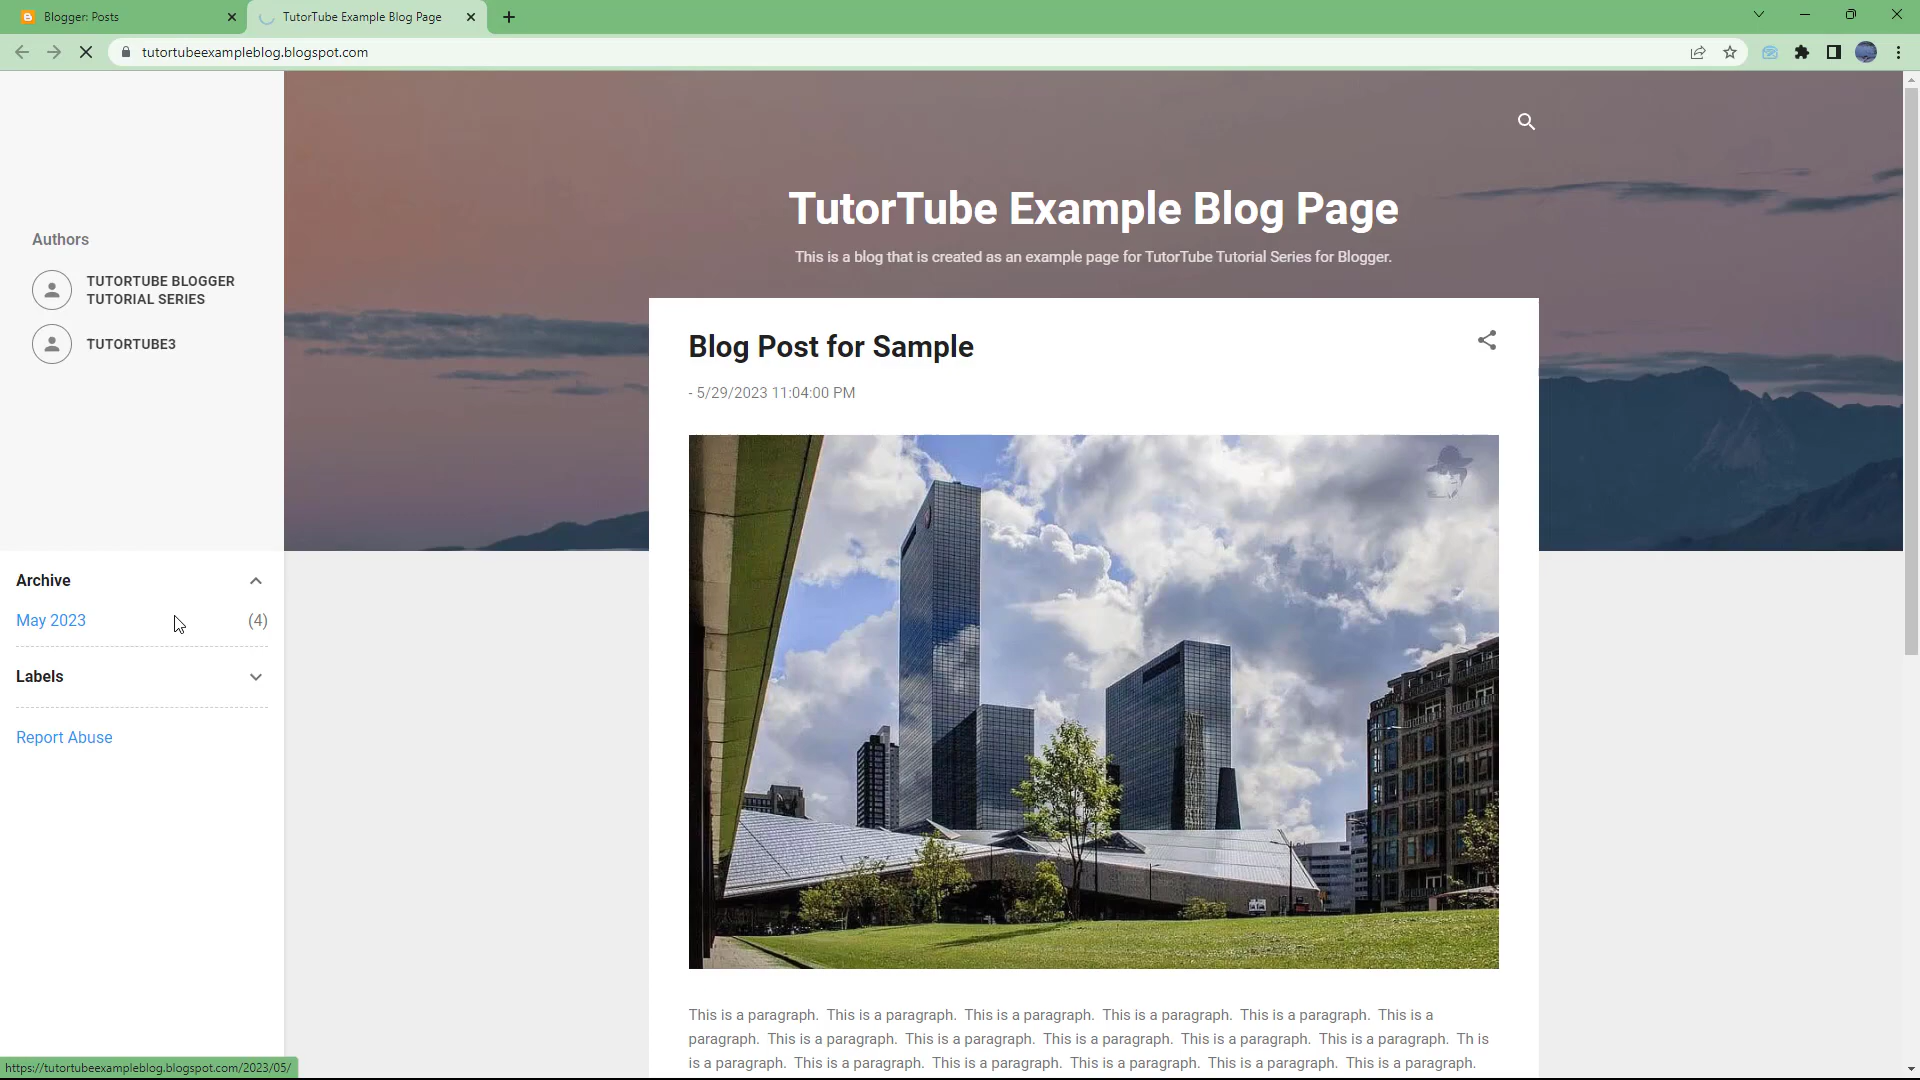 Blogger: Posts
TutorTube Example Blog Page
tutortubeexampleblog.blogspot.com
Authors
TUTORTUBE BLOGGER
TUTORIAL SERIES
TUTORTUBE3
Archive
May 2023 (4)
Labels
Report Abuse
TutorTube Example Blog Page
This is a blog that is created as an example page for TutorTube Tutorial Series for Blogger.
Blog Post for Sample
- 5/29/2023 11:04:00 PM
This is a paragraph. This is a paragraph. This is a paragraph. This is a paragraph. This is a paragraph. This is a
paragraph. This is a paragraph. This is a paragraph. This is a paragraph. This is a paragraph. This is a paragraph. Th is
is a paragraph. This is a paragraph. This is a paragraph. This is a paragraph. This is a paragraph. This is a paragraph.
https://tutortubeexampleblog.blogspot.com/2023/05/